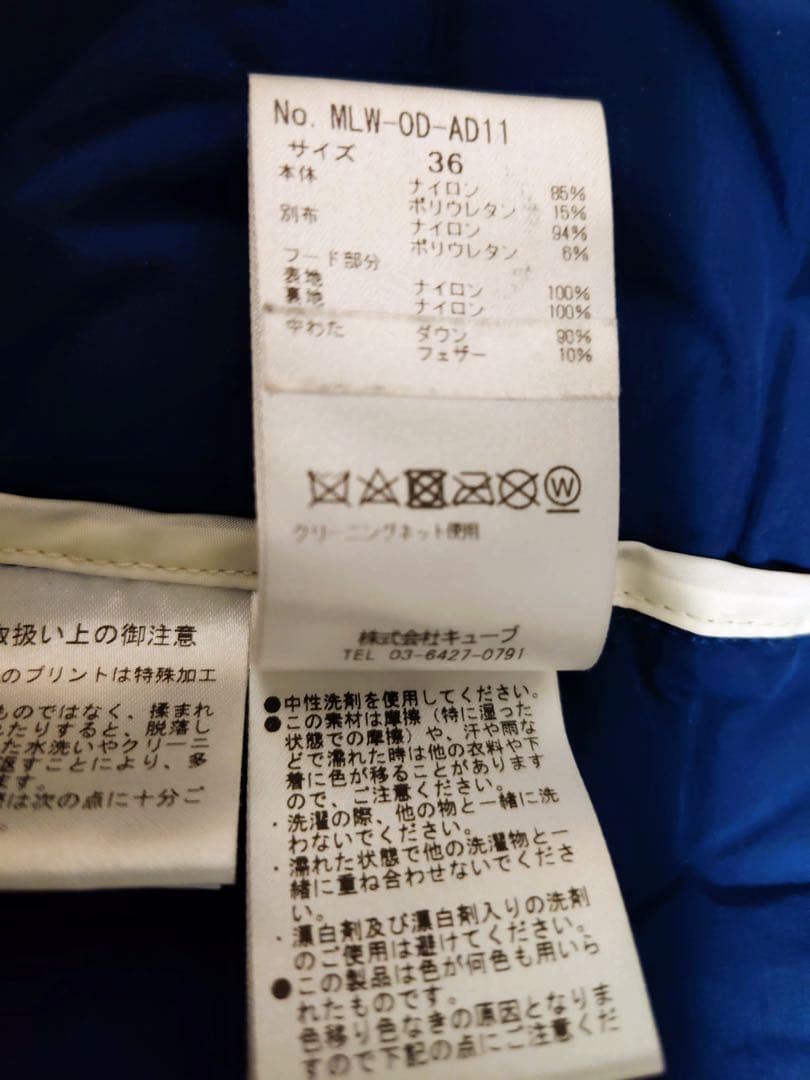 No. MLW-OD-AD11
サイズ 36
本体 ナイロン 85%
ポリウレタン 15%
別布 ナイロン 94%
ポリウレタン 6%
フード部分
表地 ナイロン 100%
裏地 ナイロン 100%
中わた ダウン 90%
フェザー 10%
W
クリーニングネット使用
株式会社キューブ
TEL 03-6427-0791
取扱い上の御注意
のプリントは特殊加工
ものではなく、揉まれ
たりすると、脱落し
た水洗いやクリーニ
返すことにより、多
ます。
は次の点に十分ご
。
●中性洗剤を使用してください。
●この素材は摩擦（特に湿った
状態での摩擦）や、汗や雨な
どで濡れた時は他の衣料や下
着に色が移ることがあります
ので、ご注意ください。
・洗濯の際、他の物と一緒に洗
わないでください。
・濡れた状態で他の洗濯物と一
緒に重ね合わせないでくださ
い。
・漂白剤及び漂白剤入りの洗剤
のご使用は避けてください。
●この製品は色が何色も用いら
れたものです。
色移り色なきの原因となりま
すので下記の点にご注意くだ